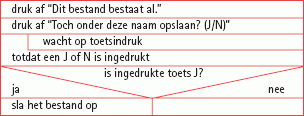 druk af “Dit bestand bestaat al.”
druk af “Toch onder deze naam opslaan? (J/N)”
wacht op toetsindruk
totdat een J of N is ingedrukt
is ingedrukte toets J?
ja nee
sla het bestand op